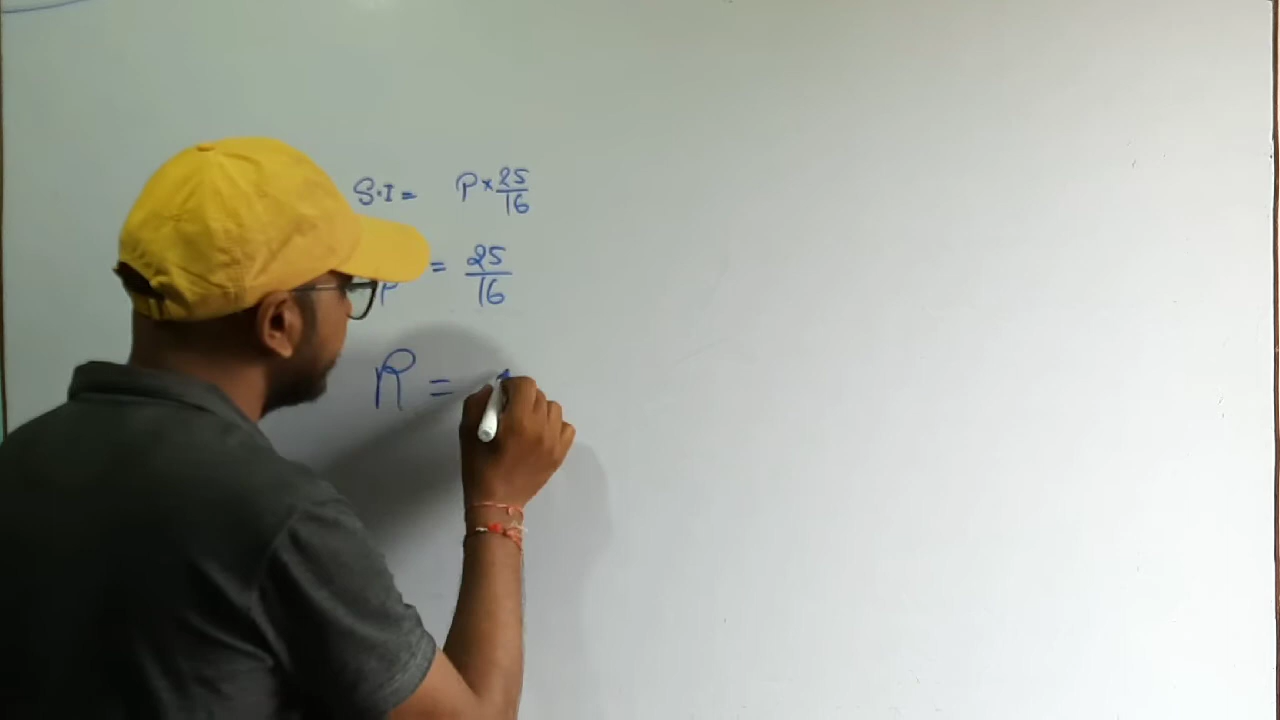 S.I = P × 25/16
P = 25/16
R =